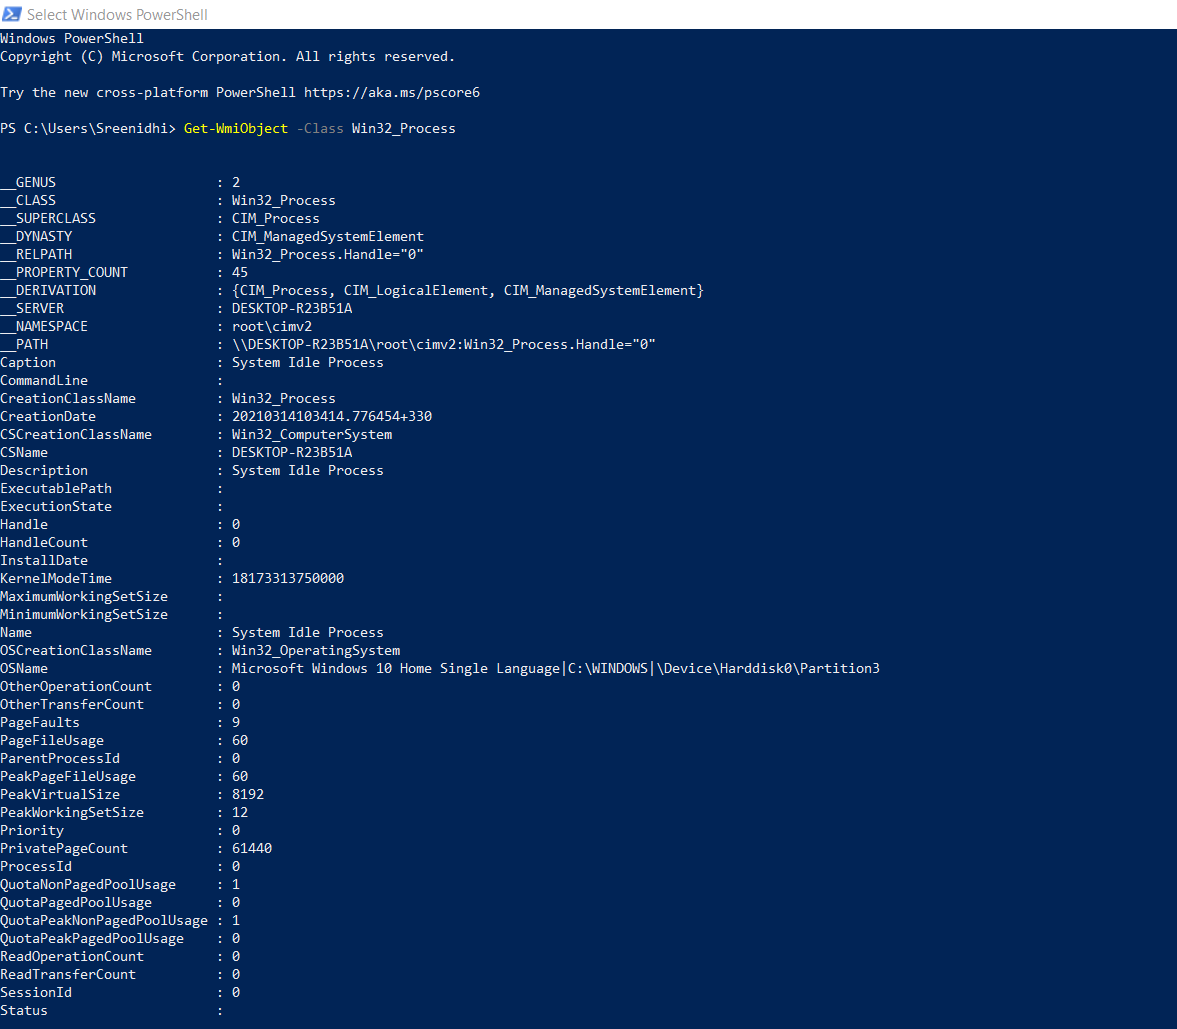 Select Windows PowerShell
Windows PowerShell
Copyright (C) Microsoft Corporation. All rights reserved.
Try the new cross-platform PowerShell https://aka.ms/pscore6
PS C:\Users\Sreenidhi> Get-WmiObject -Class Win32_Process
__GENUS : 2
__CLASS : Win32_Process
__SUPERCLASS : CIM_Process
__DYNASTY : CIM_ManagedSystemElement
__RELPATH : Win32_Process.Handle="0"
__PROPERTY_COUNT : 45
__DERIVATION : {CIM_Process, CIM_LogicalElement, CIM_ManagedSystemElement}
__SERVER : DESKTOP-R23B51A
__NAMESPACE : root\cimv2
__PATH : \\DESKTOP-R23B51A\root\cimv2:Win32_Process.Handle="0"
Caption : System Idle Process
CommandLine :
CreationClassName : Win32_Process
CreationDate : 20210314103414.776454+330
CSCreationClassName : Win32_ComputerSystem
CSName : DESKTOP-R23B51A
Description : System Idle Process
ExecutablePath :
ExecutionState :
Handle : 0
HandleCount : 0
InstallDate :
KernelModeTime : 18173313750000
MaximumWorkingSetSize :
MinimumWorkingSetSize :
Name : System Idle Process
OSCreationClassName : Win32_OperatingSystem
OSName : Microsoft Windows 10 Home Single Language|C:\WINDOWS|\Device\Harddisk0\Partition3
OtherOperationCount : 0
OtherTransferCount : 0
PageFaults : 9
PageFileUsage : 60
ParentProcessId : 0
PeakPageFileUsage : 60
PeakVirtualSize : 8192
PeakWorkingSetSize : 12
Priority : 0
PrivatePageCount : 61440
ProcessId : 0
QuotaNonPagedPoolUsage : 1
QuotaPagedPoolUsage : 0
QuotaPeakNonPagedPoolUsage : 1
QuotaPeakPagedPoolUsage : 0
ReadOperationCount : 0
ReadTransferCount : 0
SessionId : 0
Status :